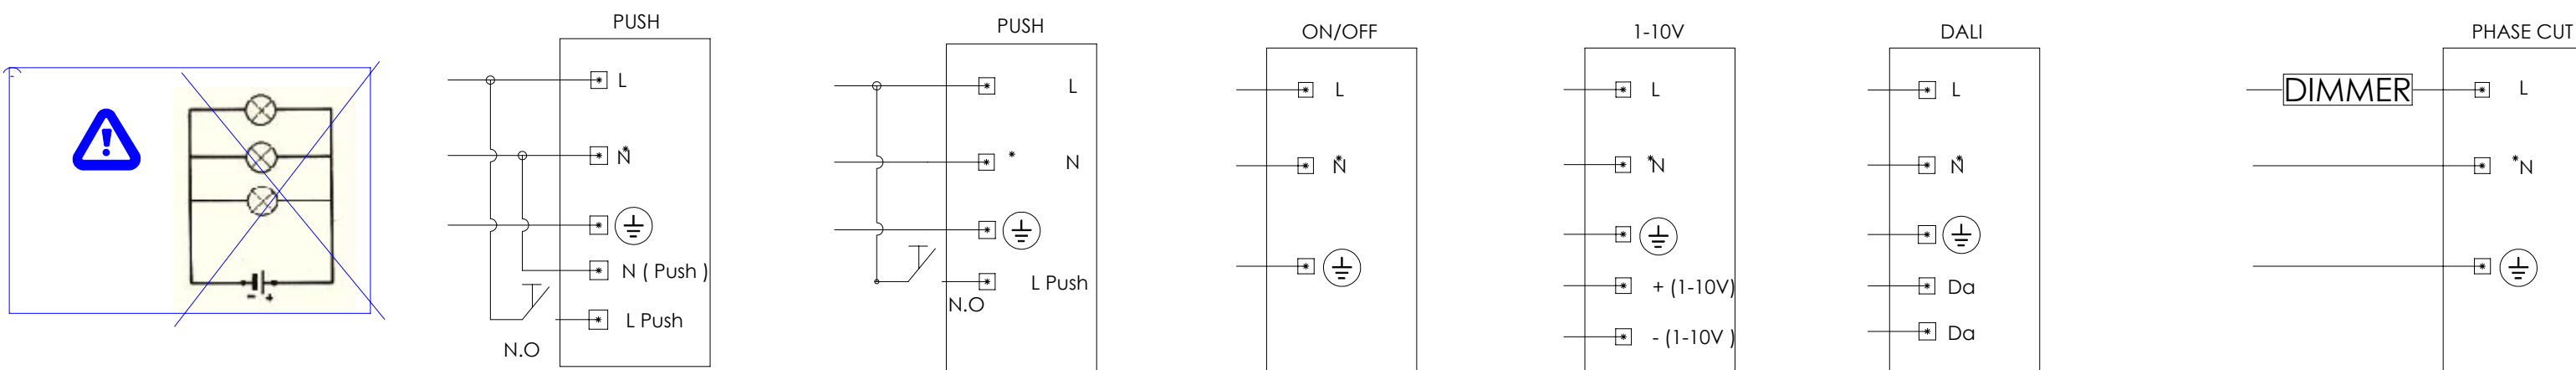 PUSH
L
N*
N ( Push )
L Push
N.O
PUSH
L
* N
L Push
N.O
ON/OFF
L
N*
1-10V
L
*N
+ (1-10V)
- (1-10V )
DALI
L
N*
Da
Da
PHASE CUT
DIMMER L
*N
! 
- +